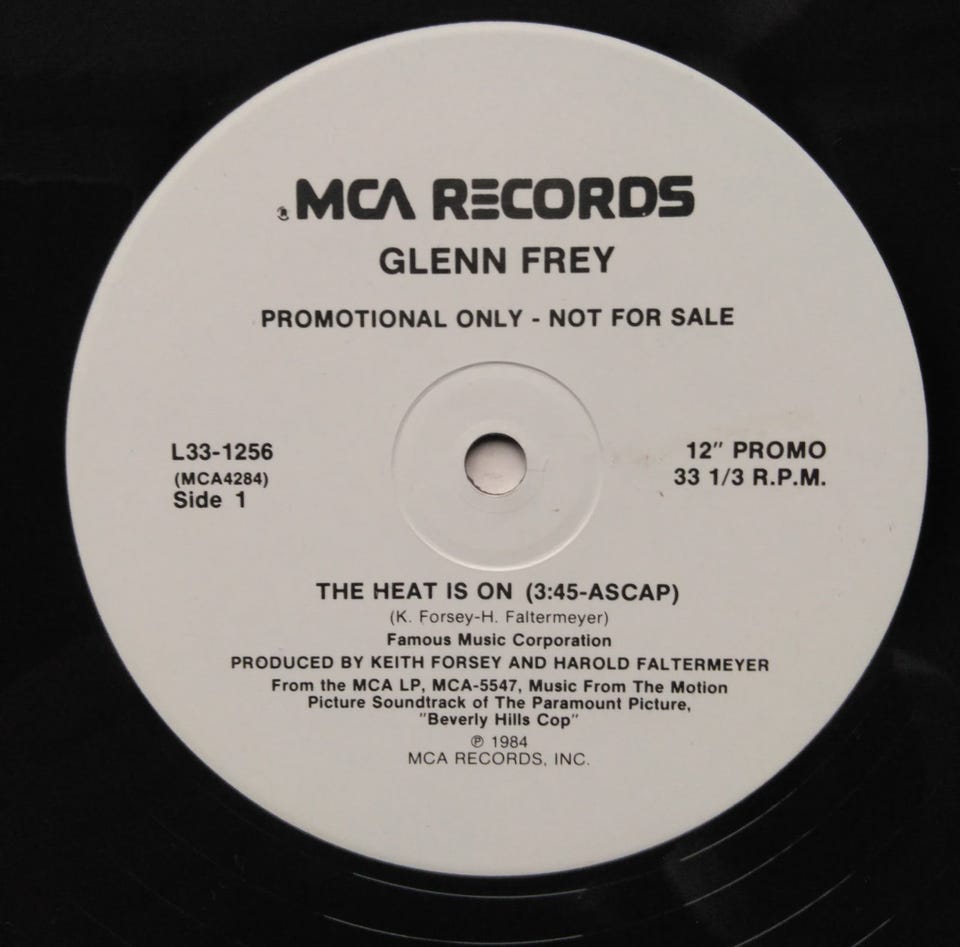 ® MCA RECORDS
GLENN FREY
PROMOTIONAL ONLY - NOT FOR SALE
L33-1256
(MCA4284)
Side 1
12" PROMO
33 1/3 R.P.M.
THE HEAT IS ON (3:45-ASCAP)
(K. Forsey-H. Faltermeyer)
Famous Music Corporation
PRODUCED BY KEITH FORSEY AND HAROLD FALTERMEYER
From the MCA LP, MCA-5547, Music From The Motion
Picture Soundtrack of The Paramount Picture,
"Beverly Hills Cop"
℗ 1984
MCA RECORDS, INC.